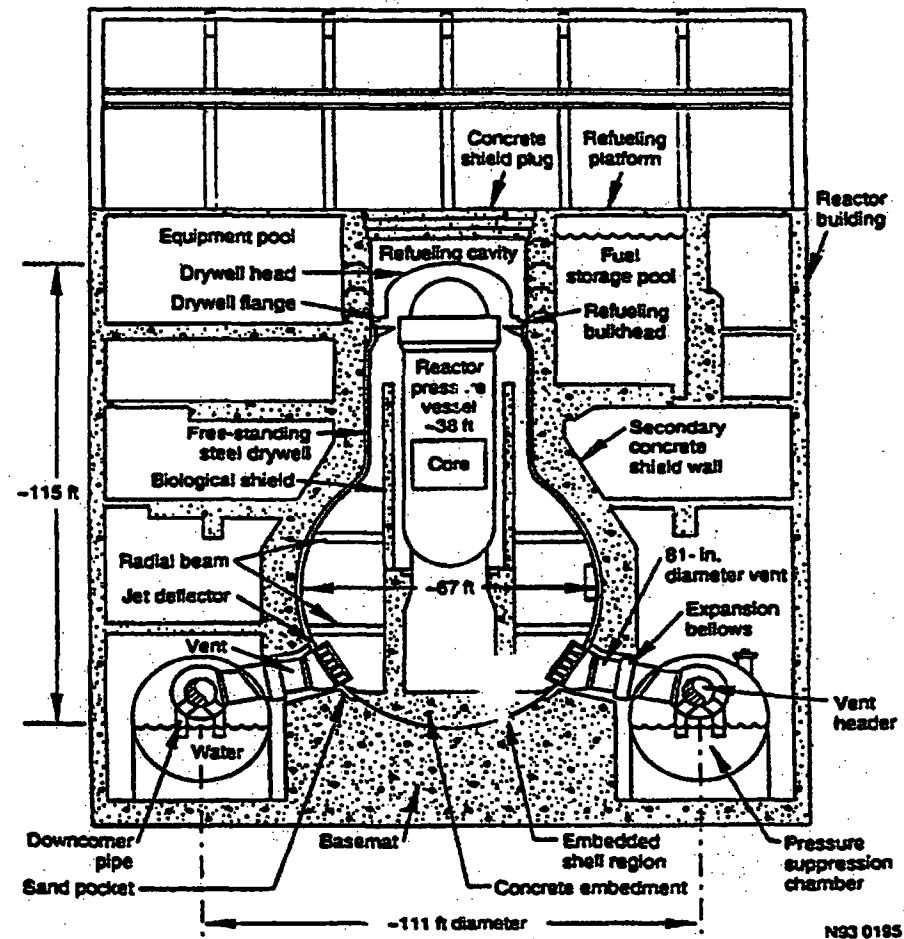 Concrete
shield plug
Refueling
platform
Reactor
building
Equipment pool
Refueling cavity
Fuel
storage pool
Drywell head
Drywell flange
Refueling
bulkhead
Reactor
vessel
~38 ft
Core
Free-standing
steel drywell
Biological shield
Secondary
concrete
shield wall
~115 ft
Radial beam
~67 ft
81- in.
diameter vent
Jet deflector
Expansion
bellows
Vent
Vent
header
Water
Downcomer
pipe
Basemat
Embedded
shell region
Pressure
suppression
chamber
Sand pocket
Concrete embedment
~111 ft diameter
N93 0195